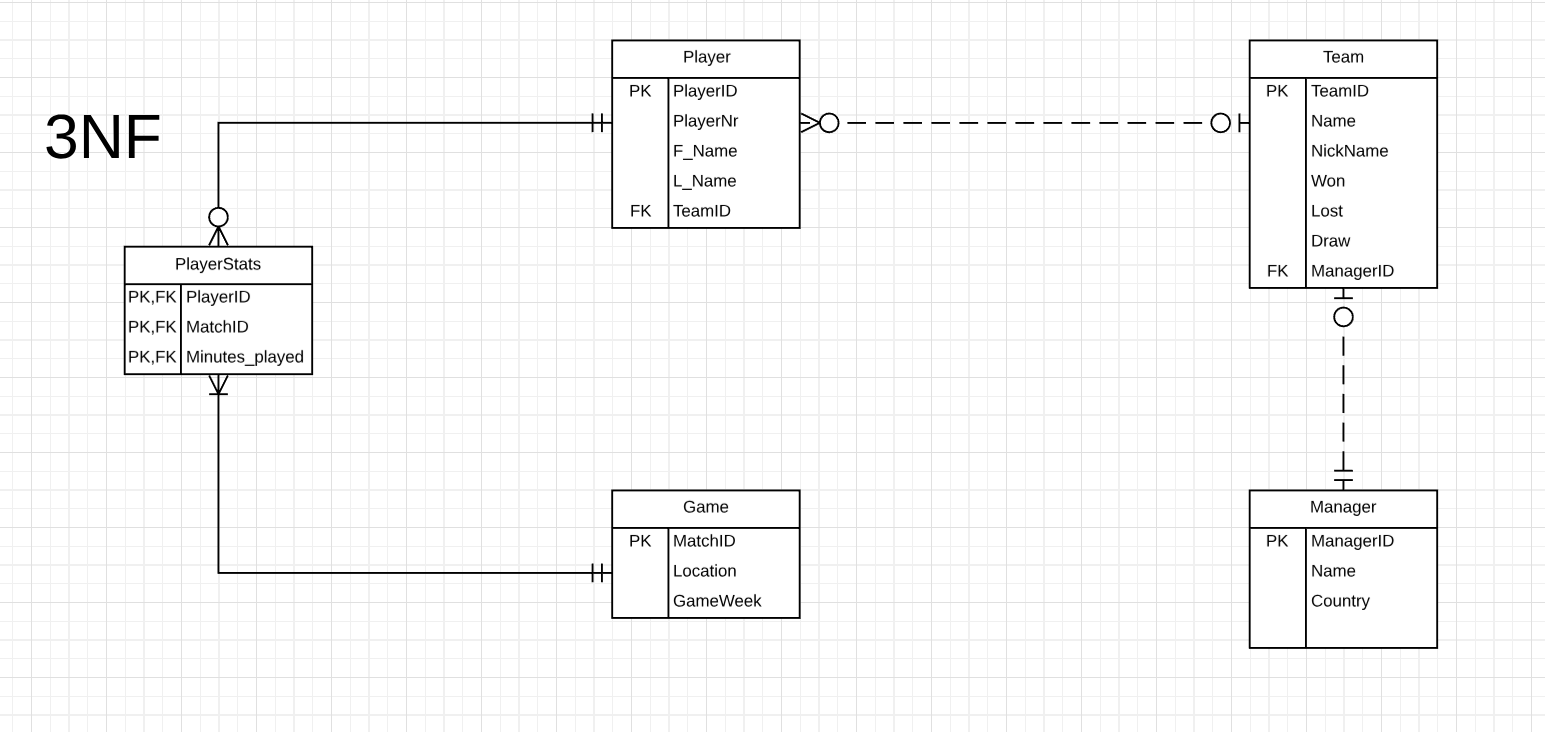 3NF
Player
PK PlayerID
PlayerNr
F_Name
L_Name
FK TeamID
Team
PK TeamID
Name
NickName
Won
Lost
Draw
FK ManagerID
PlayerStats
PK,FK PlayerID
PK,FK MatchID
PK,FK Minutes_played
Game
PK MatchID
Location
GameWeek
Manager
PK ManagerID
Name
Country